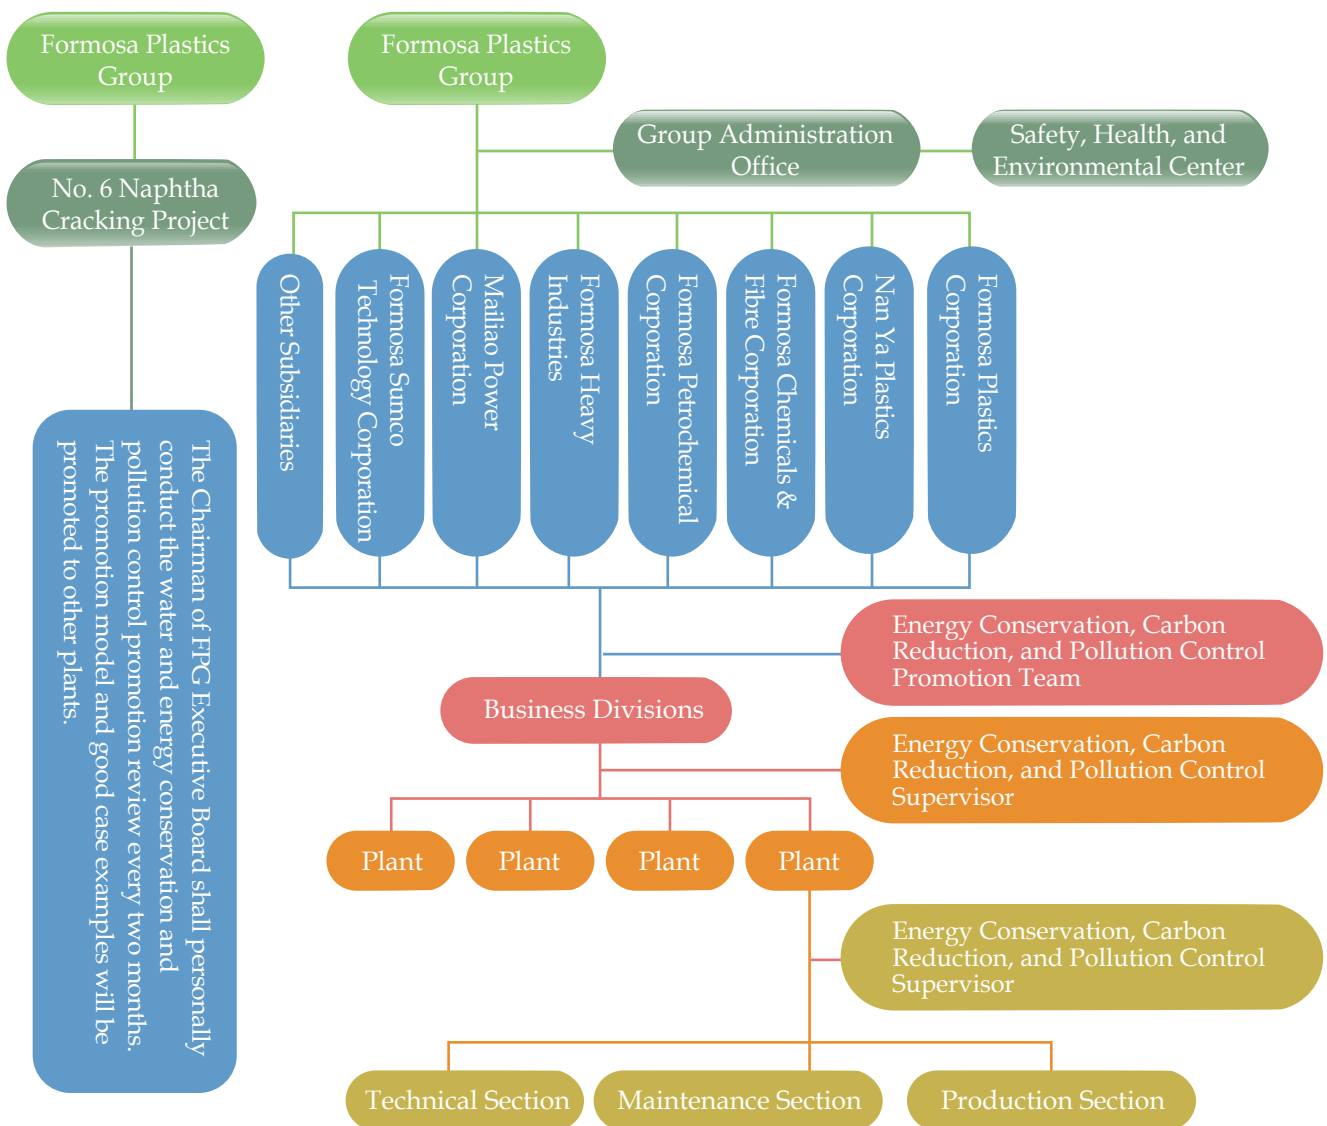 Formosa Plastics
Group
No. 6 Naphtha
Cracking Project
The Chairman of FPG Executive Board shall personally
conduct the water and energy conservation and
pollution control promotion review every two months.
The promotion model and good case examples will be
promoted to other plants.
Formosa Plastics
Group
Group Administration
Office
Safety, Health, and
Environmental Center
Other Subsidiaries
Formosa Sumco
Technology Corporation
Mailiao Power
Corporation
Formosa Heavy
Industries
Formosa Petrochemical
Corporation
Formosa Chemicals &
Fibre Corporation
Nan Ya Plastics
Corporation
Formosa Plastics
Corporation
Energy Conservation, Carbon
Reduction, and Pollution Control
Promotion Team
Business Divisions
Energy Conservation, Carbon
Reduction, and Pollution Control
Supervisor
Plant
Plant
Plant
Plant
Energy Conservation, Carbon
Reduction, and Pollution Control
Supervisor
Technical Section
Maintenance Section
Production Section